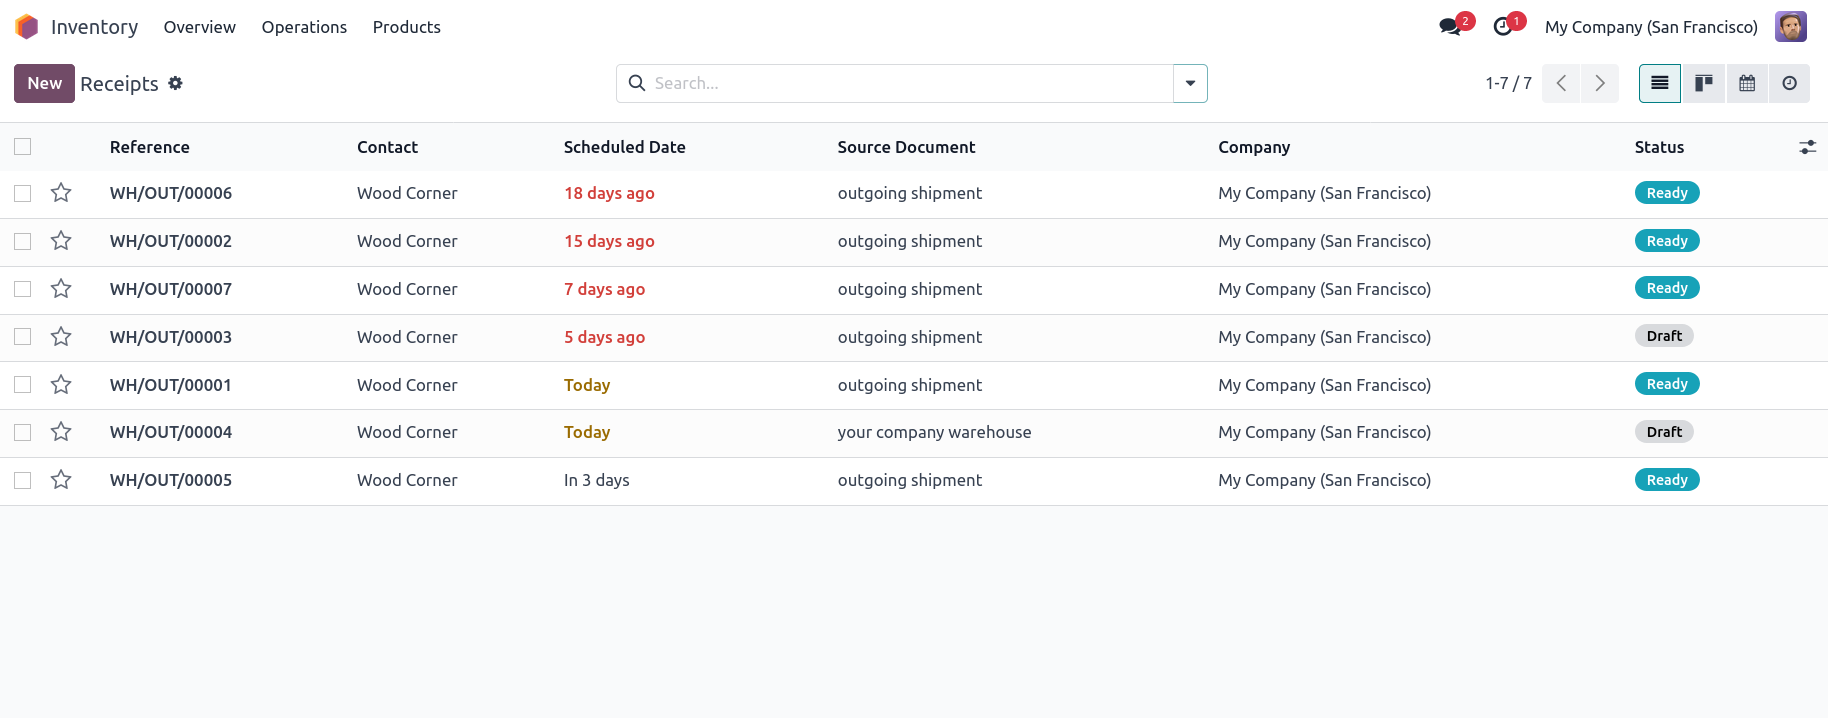 Inventory Overview Operations Products 2 1 My Company (San Francisco)
New Receipts Search... 1-7 / 7
Reference Contact Scheduled Date Source Document Company Status
WH/OUT/00006 Wood Corner 18 days ago outgoing shipment My Company (San Francisco) Ready
WH/OUT/00002 Wood Corner 15 days ago outgoing shipment My Company (San Francisco) Ready
WH/OUT/00007 Wood Corner 7 days ago outgoing shipment My Company (San Francisco) Ready
WH/OUT/00003 Wood Corner 5 days ago outgoing shipment My Company (San Francisco) Draft
WH/OUT/00001 Wood Corner Today outgoing shipment My Company (San Francisco) Ready
WH/OUT/00004 Wood Corner Today your company warehouse My Company (San Francisco) Draft
WH/OUT/00005 Wood Corner In 3 days outgoing shipment My Company (San Francisco) Ready